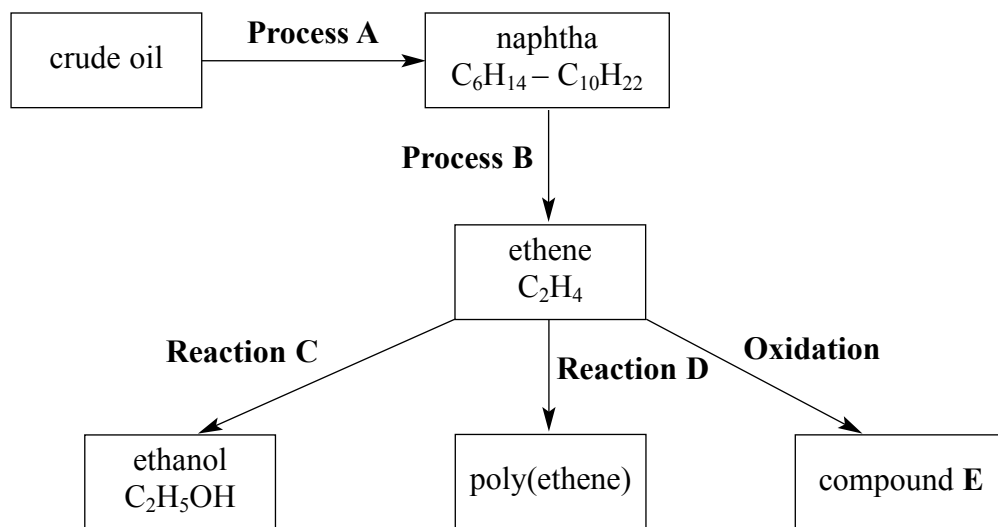 crude oil
Process A
naphtha
C₆H₁₄ – C₁₀H₂₂
Process B
ethene
C₂H₄
Reaction C
Reaction D
Oxidation
ethanol
C₂H₅OH
poly(ethene)
compound E